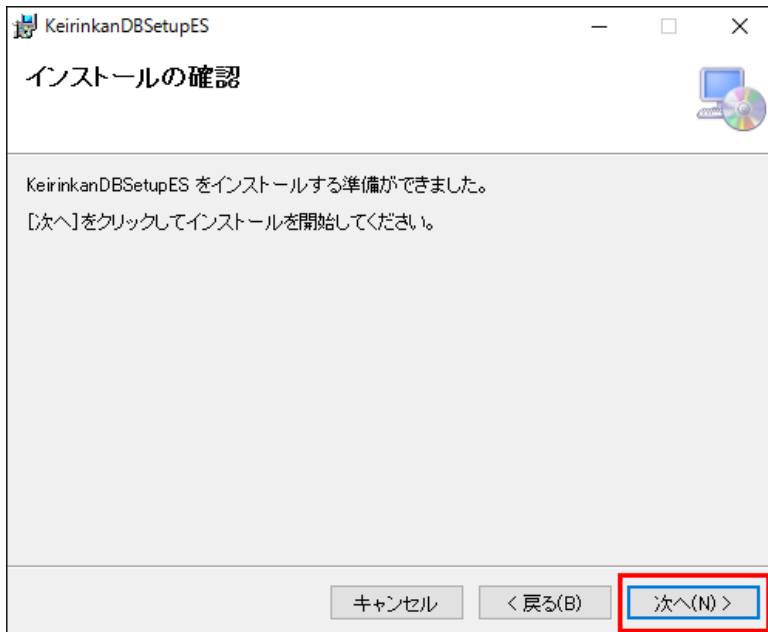 KeirinkanDBSetupES
インストールの確認
KeirinkanDBSetupES をインストールする準備ができました。
[次へ]をクリックしてインストールを開始してください。
キャンセル
< 戻る(B)
次へ(N) >